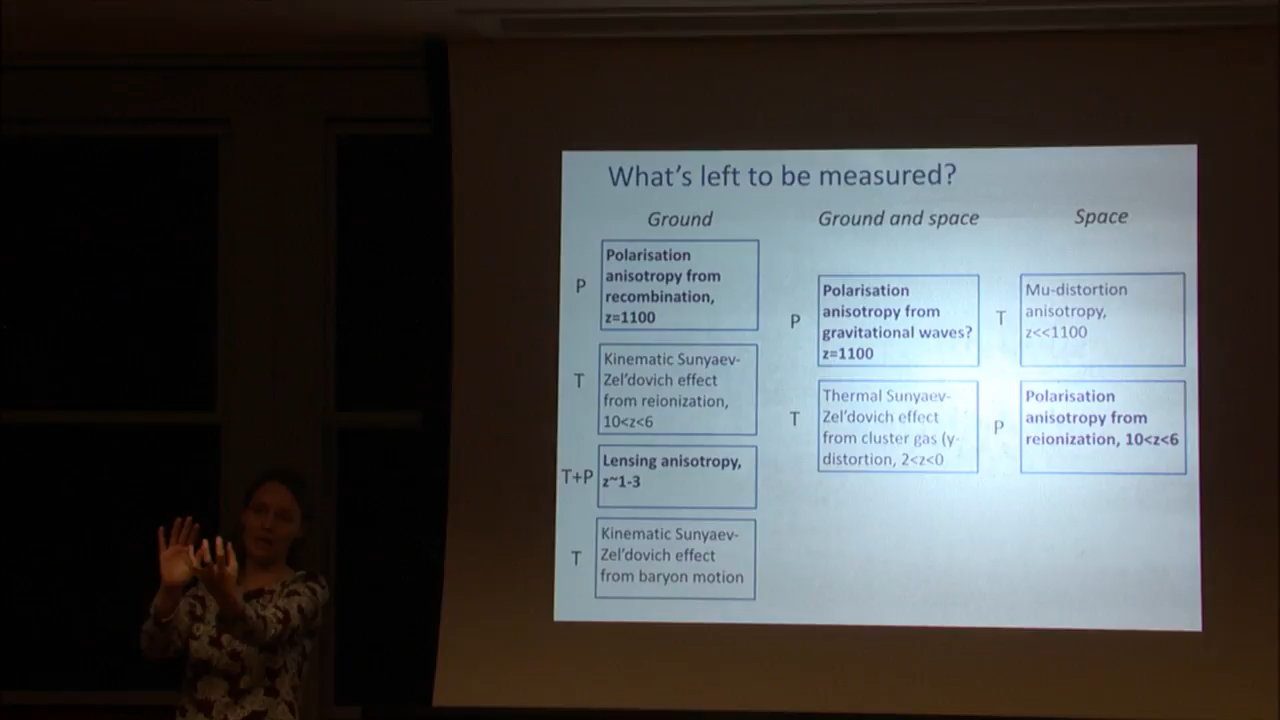 What's left to be measured?
Ground
Ground and space
Space
P
Polarisation
anisotropy from
recombination,
z=1100
T
Kinematic Sunyaev-
Zel'dovich effect
from reionization,
10<z<6
T+P
Lensing anisotropy,
z~1-3
T
Kinematic Sunyaev-
Zel'dovich effect
from baryon motion
P
Polarisation
anisotropy from
gravitational waves?
z=1100
T
Thermal Sunyaev-
Zel'dovich effect
from cluster gas (y-
distortion, 2<z<0
T
Mu-distortion
anisotropy,
z<<1100
P
Polarisation
anisotropy from
reionization, 10<z<6